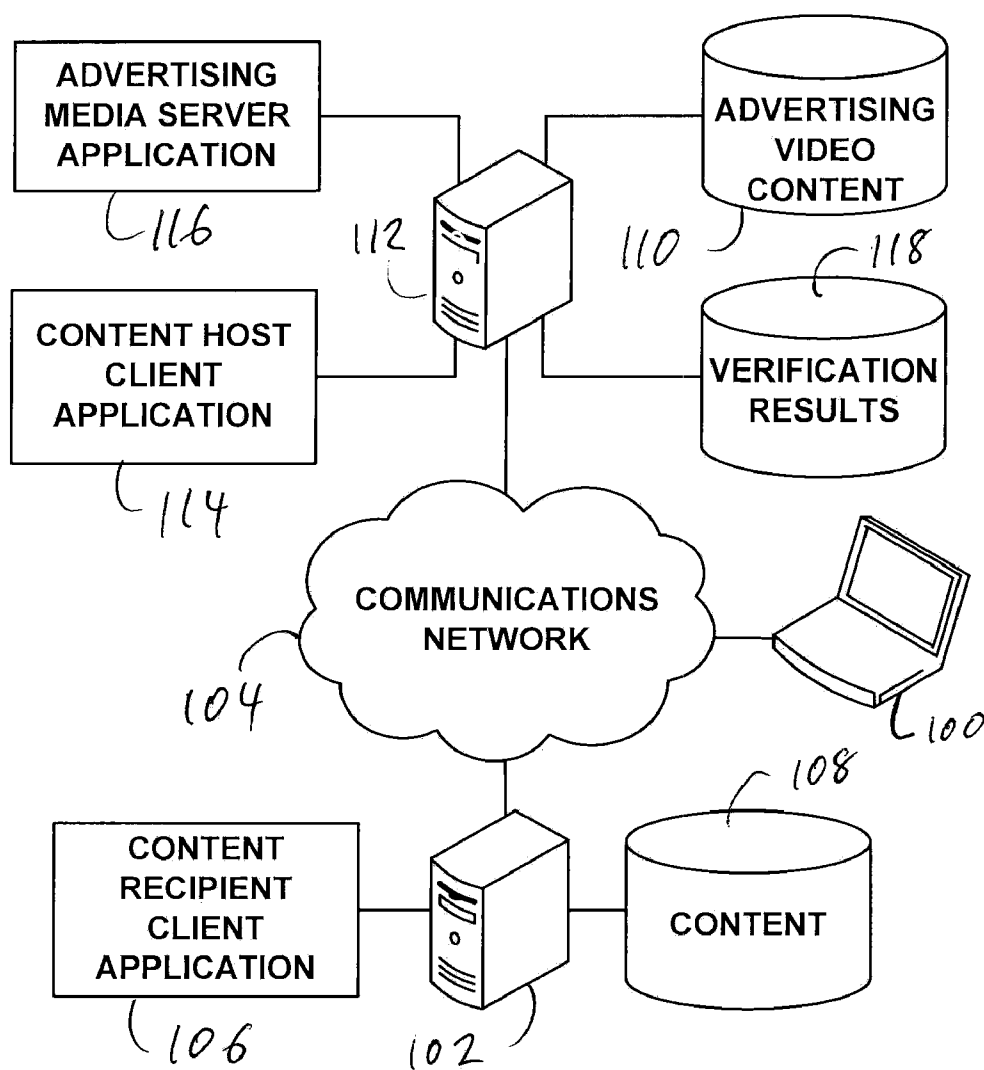 ADVERTISING
MEDIA SERVER
APPLICATION
116
112
ADVERTISING
VIDEO
CONTENT
110
118
CONTENT HOST
CLIENT
APPLICATION
114
VERIFICATION
RESULTS
COMMUNICATIONS
NETWORK
104
100
108
CONTENT
RECIPIENT
CLIENT
APPLICATION
106
102
CONTENT